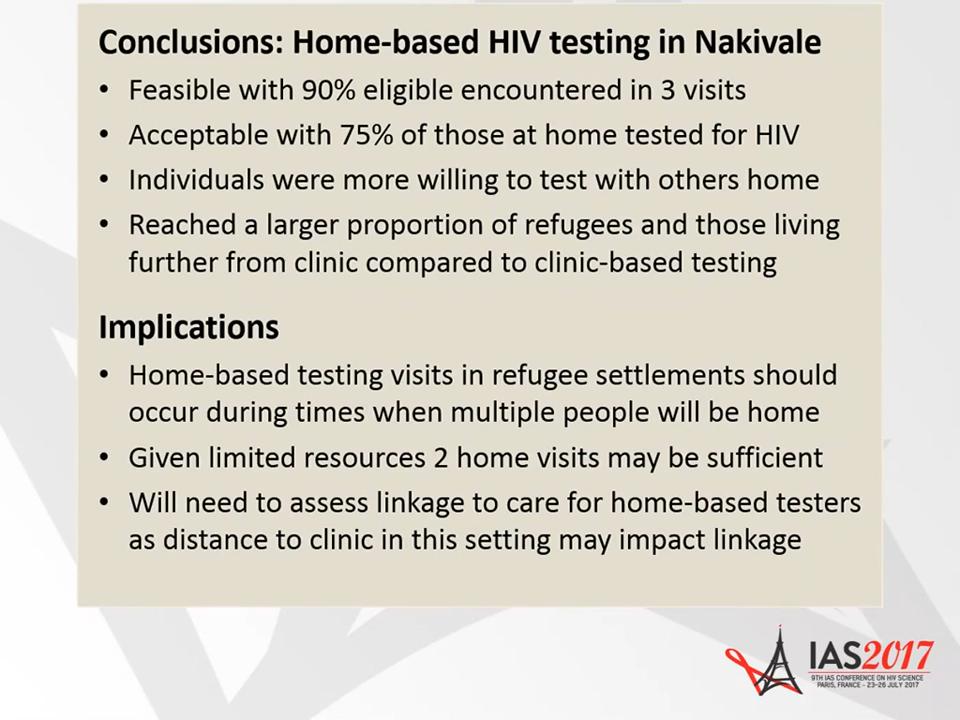 Conclusions: Home-based HIV testing in Nakivale
• Feasible with 90% eligible encountered in 3 visits
• Acceptable with 75% of those at home tested for HIV
• Individuals were more willing to test with others home
• Reached a larger proportion of refugees and those living
further from clinic compared to clinic-based testing
Implications
• Home-based testing visits in refugee settlements should
occur during times when multiple people will be home
• Given limited resources 2 home visits may be sufficient
• Will need to assess linkage to care for home-based testers
as distance to clinic in this setting may impact linkage
IAS2017
9TH IAS CONFERENCE ON HIV SCIENCE
PARIS, FRANCE - 23-26 JULY 2017